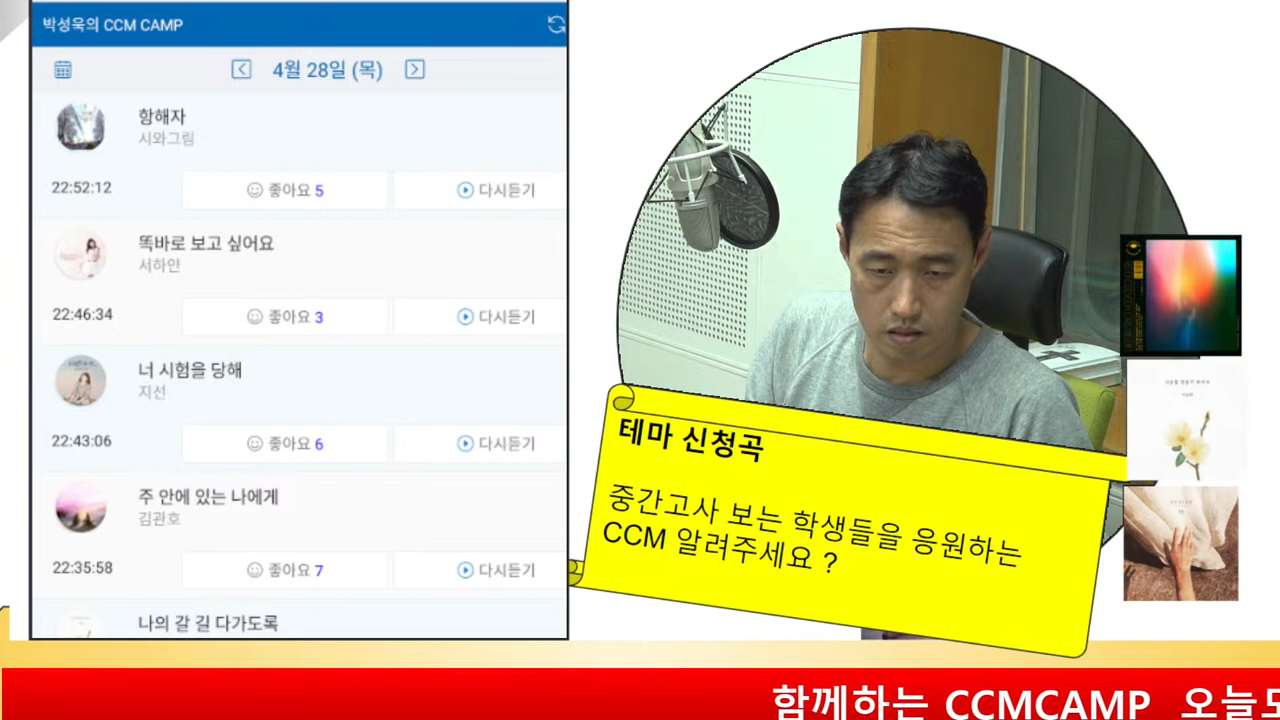 박성욱의 CCM CAMP
4월 28일 (목)
항해자
시와그림
22:52:12
좋아요 5
다시듣기
똑바로 보고 싶어요
서하얀
22:46:34
좋아요 3
다시듣기
너 시험을 당해
지선
22:43:06
좋아요 6
다시듣기
주 안에 있는 나에게
김관호
22:35:58
좋아요 7
다시듣기
나의 갈 길 다가도록
테마 신청곡
중간고사 보는 학생들을 응원하는
CCM 알려주세요 ?
함께하는 CCMCAMP 오늘도